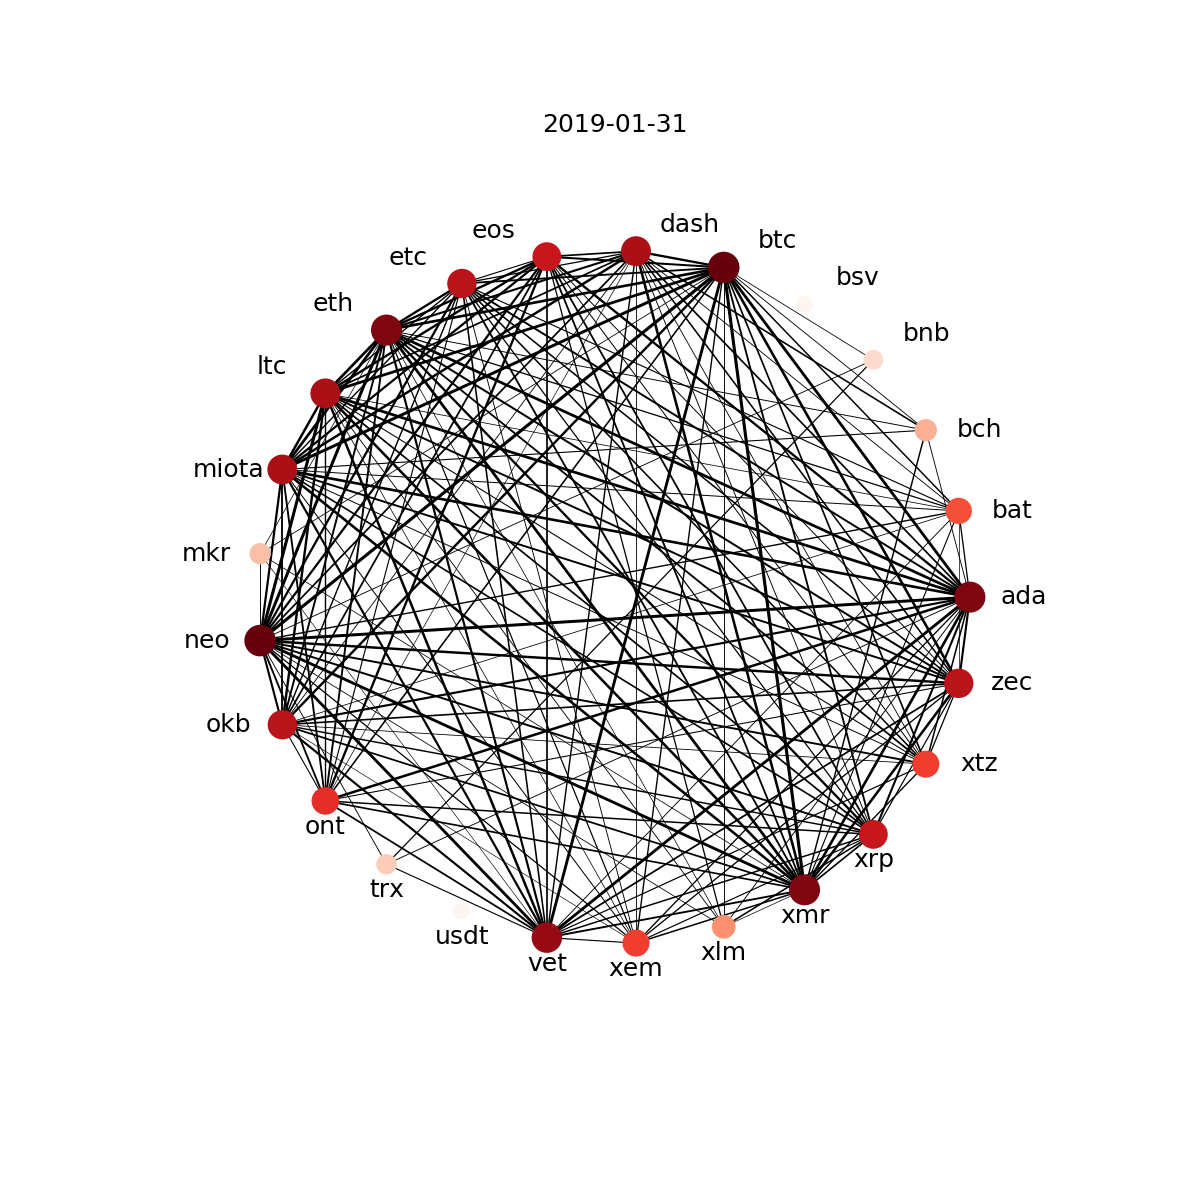 2019-01-31
dash
eos
btc
etc
bsv
eth
bnb
ltc
bch
miota
bat
mkr
ada
neo
zec
okb
xtz
ont
xrp
trx
xmr
usdt
xlm
vet
xem